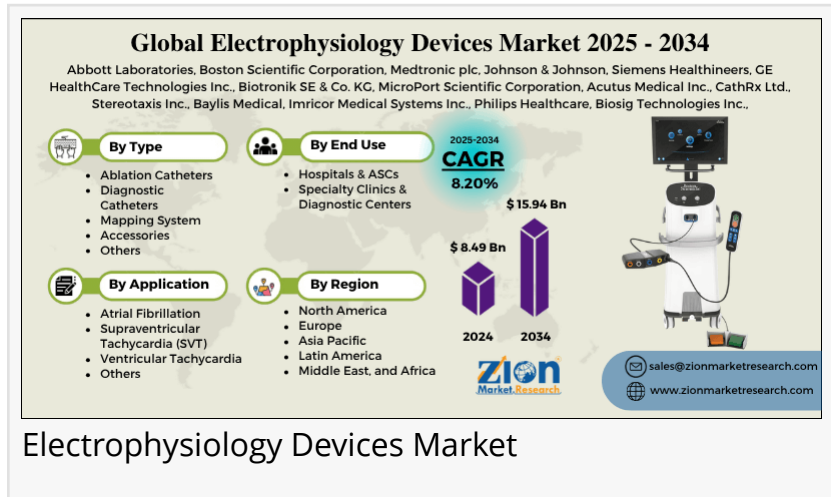 Global Electrophysiology Devices Market 2025 - 2034
Abbott Laboratories, Boston Scientific Corporation, Medtronic plc, Johnson & Johnson, Siemens Healthineers, GE
HealthCare Technologies Inc., Biotronik SE & Co. KG, MicroPort Scientific Corporation, Acutus Medical Inc., CathRx Ltd.,
Stereotaxis Inc., Baylis Medical, Imricor Medical Systems Inc., Philips Healthcare, Biosig Technologies Inc.,
By Type
• Ablation Catheters
• Diagnostic
Catheters
• Mapping System
• Accessories
• Others
By End Use
• Hospitals & ASCs
• Specialty Clinics &
Diagnostic Centers
2025-2034
CAGR
8.20%
By Application
• Atrial Fibrillation
• Supraventricular
Tachycardia (SVT)
• Ventricular Tachycardia
• Others
By Region
• North America
• Europe
• Asia Pacific
• Latin America
• Middle East, and Africa
$ 15.94 Bn
$ 8.49 Bn
2024
2034
Zion
Market.Research
sales@zionmarketresearch.com
www.zionmarketresearch.com
Electrophysiology Devices Market